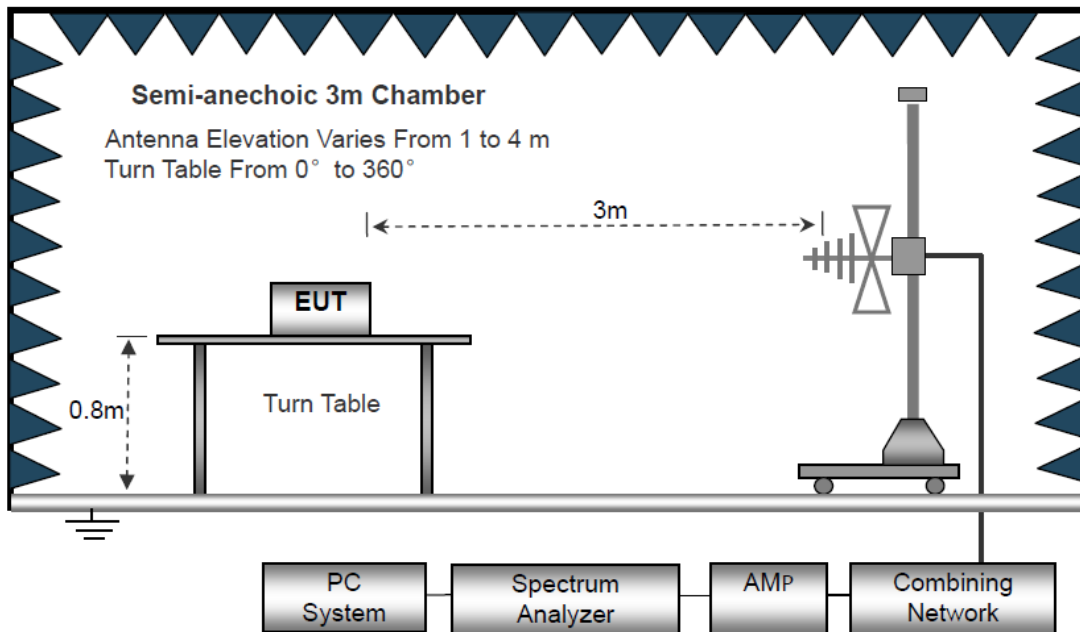 Semi-anechoic 3m Chamber
Antenna Elevation Varies From 1 to 4 m
Turn Table From 0° to 360°
3m
EUT
0.8m
Turn Table
PC
System
Spectrum
Analyzer
AMP
Combining
Network